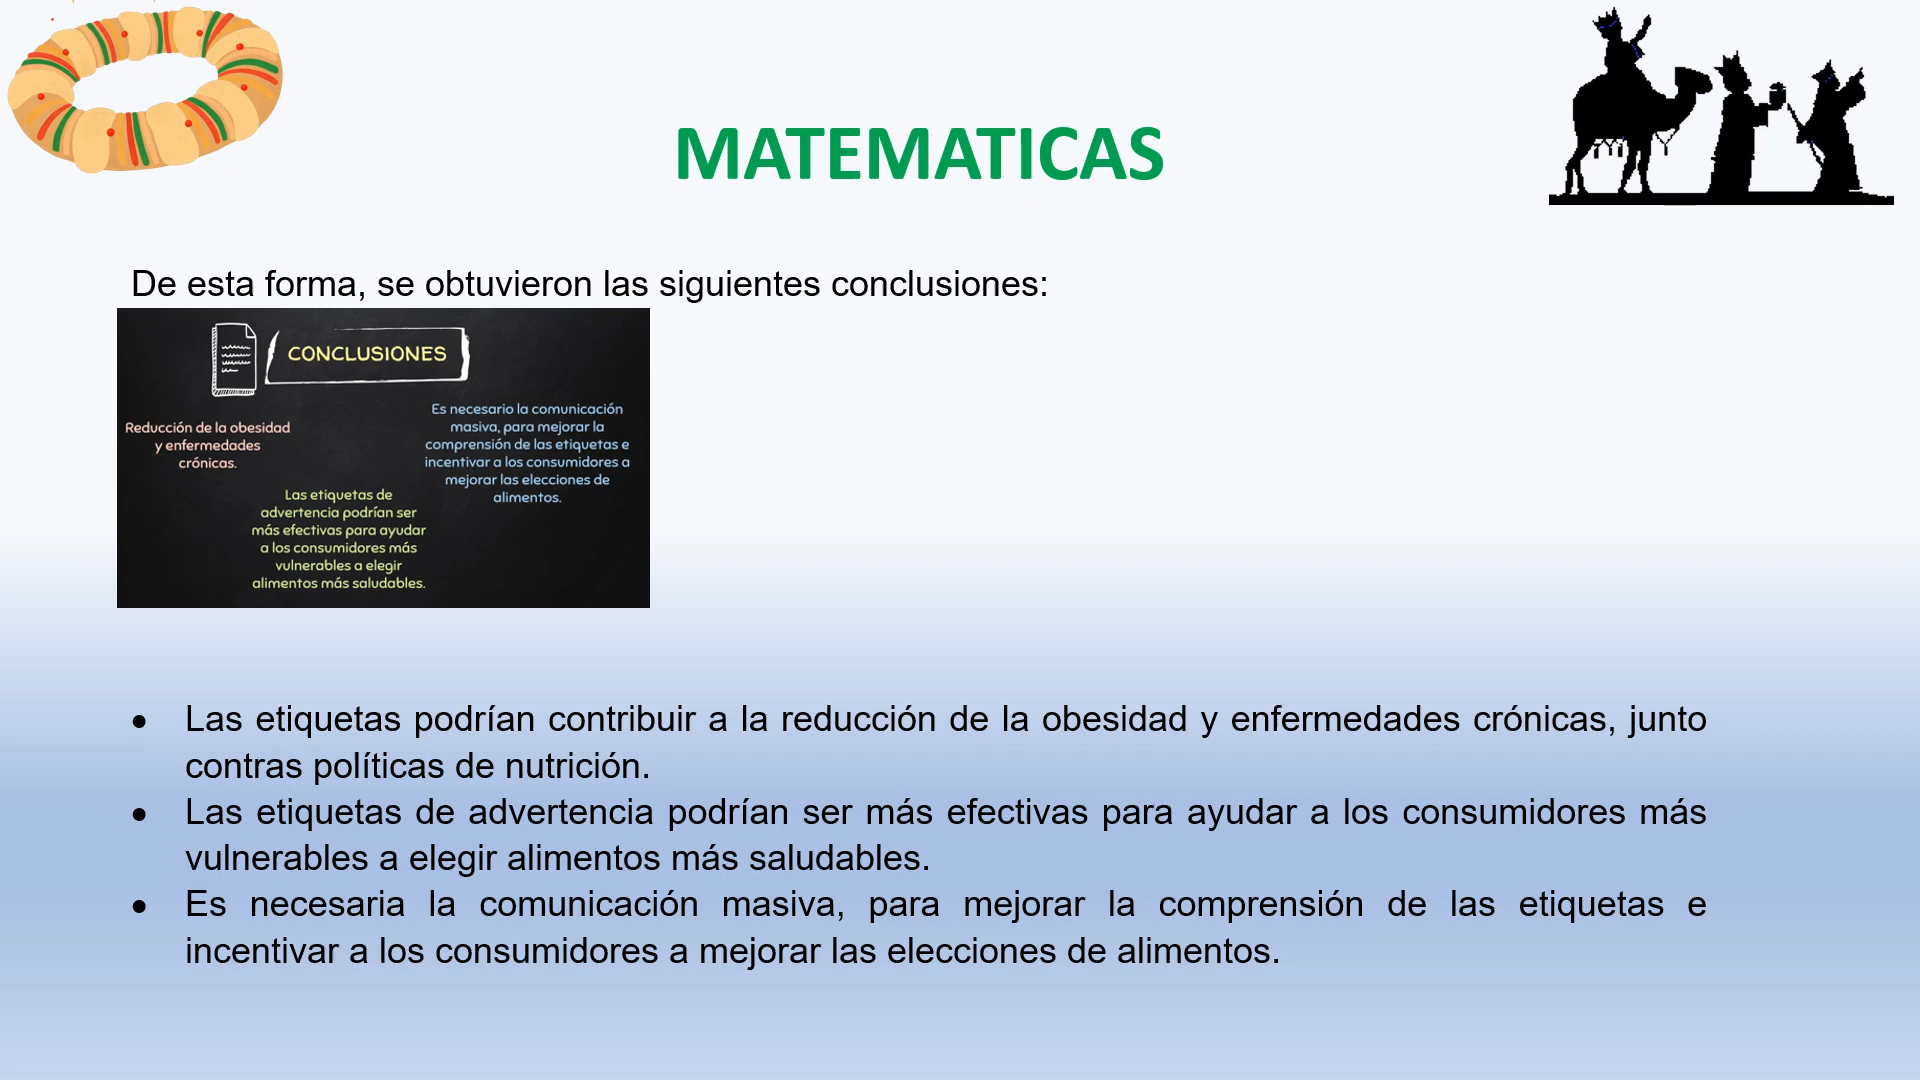 MATEMATICAS
De esta forma, se obtuvieron las siguientes conclusiones:
CONCLUSIONES
Reducción de la obesidad
y enfermedades
crónicas.
Es necesario la comunicación
masiva, para mejorar la
comprensión de las etiquetas e
incentivar a los consumidores a
mejorar las elecciones de
alimentos.
Las etiquetas de
advertencia podrían ser
más efectivas para ayudar
a los consumidores más
vulnerables a elegir
alimentos más saludables.
• Las etiquetas podrían contribuir a la reducción de la obesidad y enfermedades crónicas, junto
contras políticas de nutrición.
• Las etiquetas de advertencia podrían ser más efectivas para ayudar a los consumidores más
vulnerables a elegir alimentos más saludables.
• Es necesaria la comunicación masiva, para mejorar la comprensión de las etiquetas e
incentivar a los consumidores a mejorar las elecciones de alimentos.